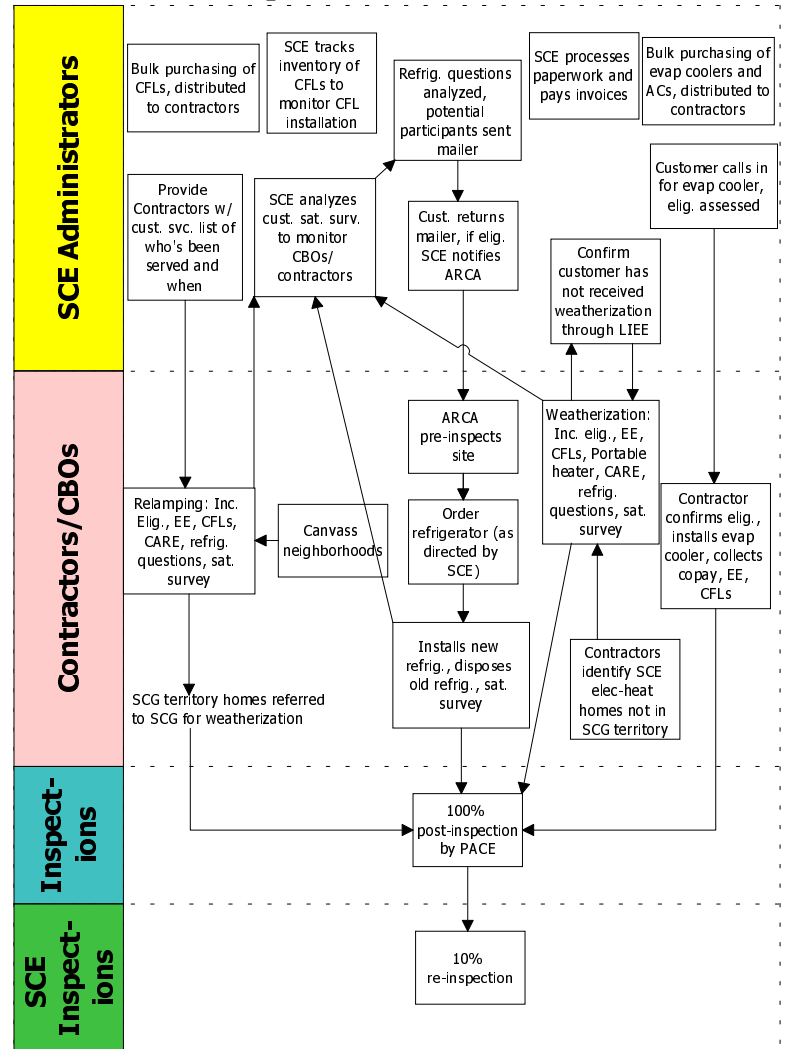 SCE Administrators
Bulk purchasing of
CFLs, distributed
to contractors
SCE tracks
inventory of
CFLs to
monitor CFL
installation
Refrig. questions
analyzed,
potential
participants sent
mailer
SCE processes
paperwork and
pays invoices
Bulk purchasing of
evap coolers and
ACs, distributed to
contractors
Provide
Contractors w/
cust. svc. list of
who's been
served and
when
SCE analyzes
cust. sat. surv.
to monitor
CBOs/
contractors
Cust. returns
mailer, if elig.
SCE notifies
ARCA
Confirm
customer has
not received
weatherization
through LIEE
Customer calls in
for evap cooler,
elig. assessed
Contractors/CBOs
Relamping: Inc.
Elig., EE, CFLs,
CARE, refrig.
questions, sat.
survey
Canvass
neighborhoods
ARCA
pre-inspects
site
Order
refrigerator (as
directed by
SCE)
Installs new
refrig., disposes
old refrig., sat.
survey
Weatherization:
Inc. elig., EE,
CFLs, Portable
heater, CARE,
refrig.
questions, sat.
survey
Contractors
identify SCE
elec-heat
homes not in
SCG territory
Contractor
confirms elig.,
installs evap
cooler, collects
copay, EE,
CFLs
SCG territory homes referred
to SCG for weatherization
Inspect-
ions
100%
post-inspection
by PACE
SCE
Inspect-
ions
10%
re-inspection